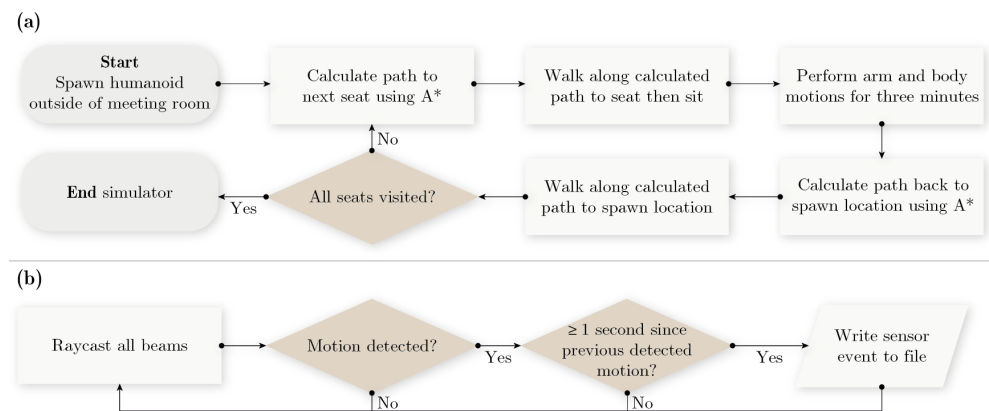 (a)
Start
Spawn humanoid
outside of meeting room
Calculate path to
next seat using A*
Walk along calculated
path to seat then sit
Perform arm and body
motions for three minutes
No
End simulator
Yes
All seats visited?
Walk along calculated
path to spawn location
Calculate path back to
spawn location using A*
(b)
Raycast all beams
Motion detected?
Yes
≥ 1 second since
previous detected
motion?
Yes
Write sensor
event to file
No
No